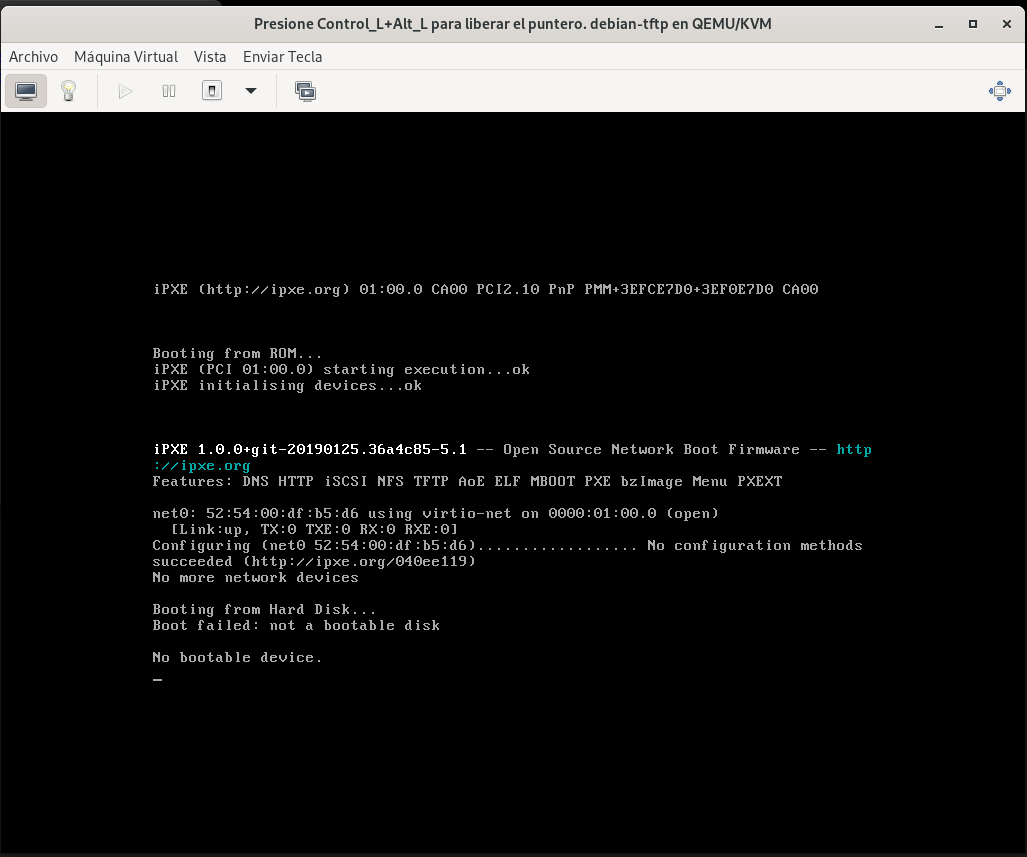 Presione Control_L+Alt_L para liberar el puntero. debian-tftp en QEMU/KVM
Archivo Máquina Virtual Vista Enviar Tecla
iPXE (http://ipxe.org) 01:00.0 CA00 PCI2.10 PnP PMM+3EFCE7D0+3EF0E7D0 CA00
Booting from ROM...
iPXE (PCI 01:00.0) starting execution...ok
iPXE initialising devices...ok
iPXE 1.0.0+git-20190125.36a4c85-5.1 -- Open Source Network Boot Firmware -- http
://ipxe.org
Features: DNS HTTP iSCSI NFS TFTP AoE ELF MBOOT PXE bzImage Menu PXEXT
net0: 52:54:00:df:b5:d6 using virtio-net on 0000:01:00.0 (open)
[Link:up, TX:0 TXE:0 RX:0 RXE:0]
Configuring (net0 52:54:00:df:b5:d6).................. No configuration methods
succeeded (http://ipxe.org/040ee119)
No more network devices
Booting from Hard Disk...
Boot failed: not a bootable disk
No bootable device.